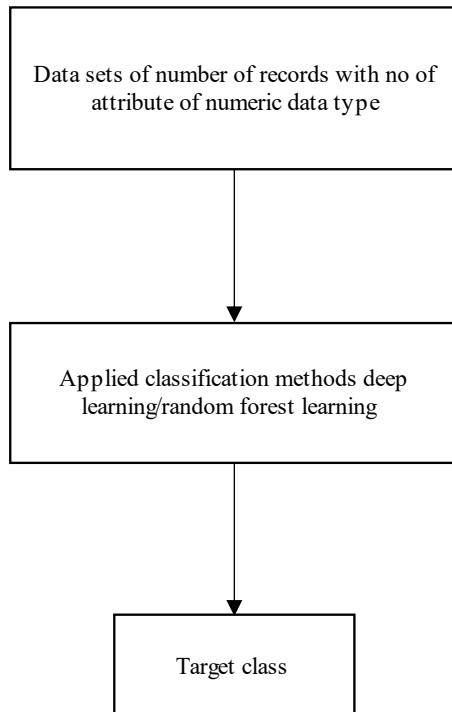 Data sets of number of records with no of
attribute of numeric data type
Applied classification methods deep
learning/random forest learning
Target class